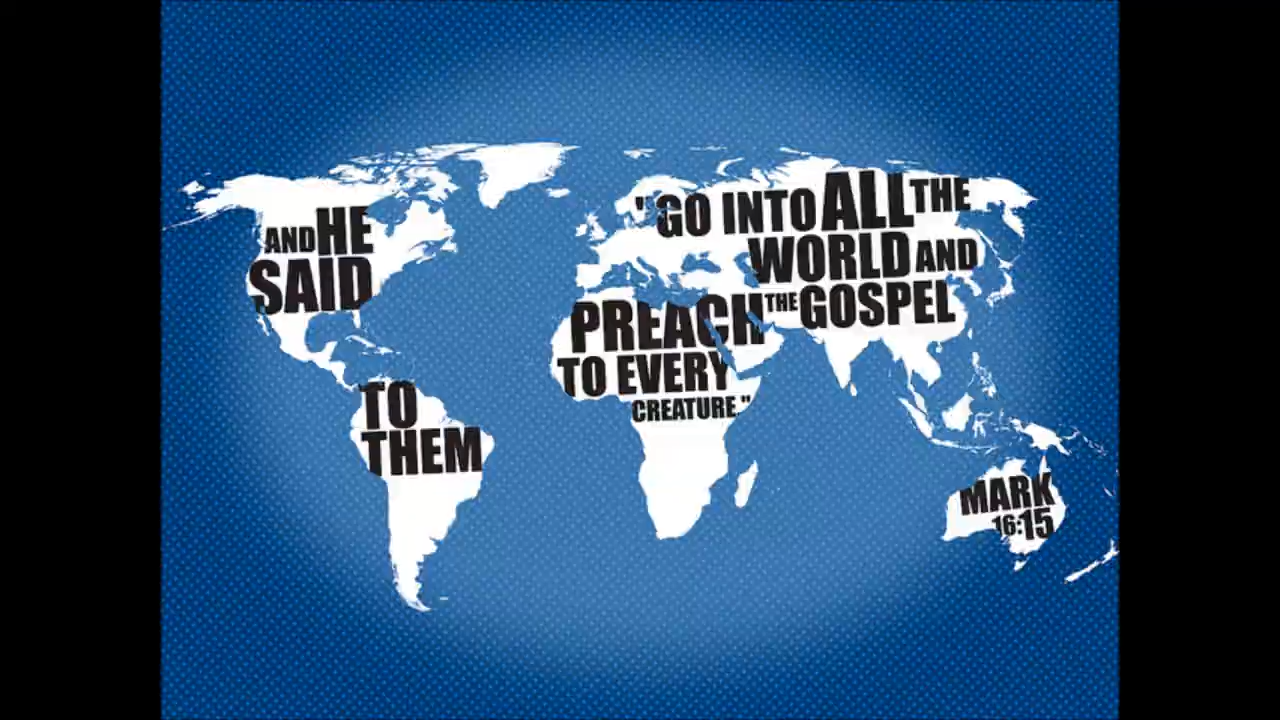 AND HE
SAID
TO
THEM
"GO INTO ALL THE
WORLD AND
PREACH THE GOSPEL
TO EVERY
CREATURE."
MARK
16:15